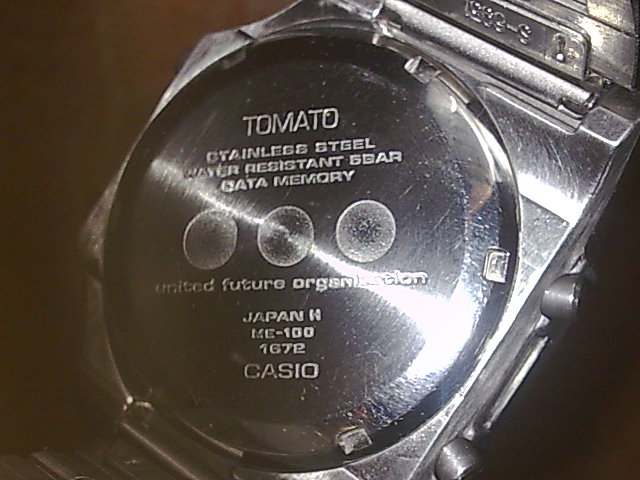 TOMATO
STAINLESS STEEL
WATER RESISTANT 5BAR
DATA MEMORY
united future organization
JAPAN H
ME-100
1672
CASIO